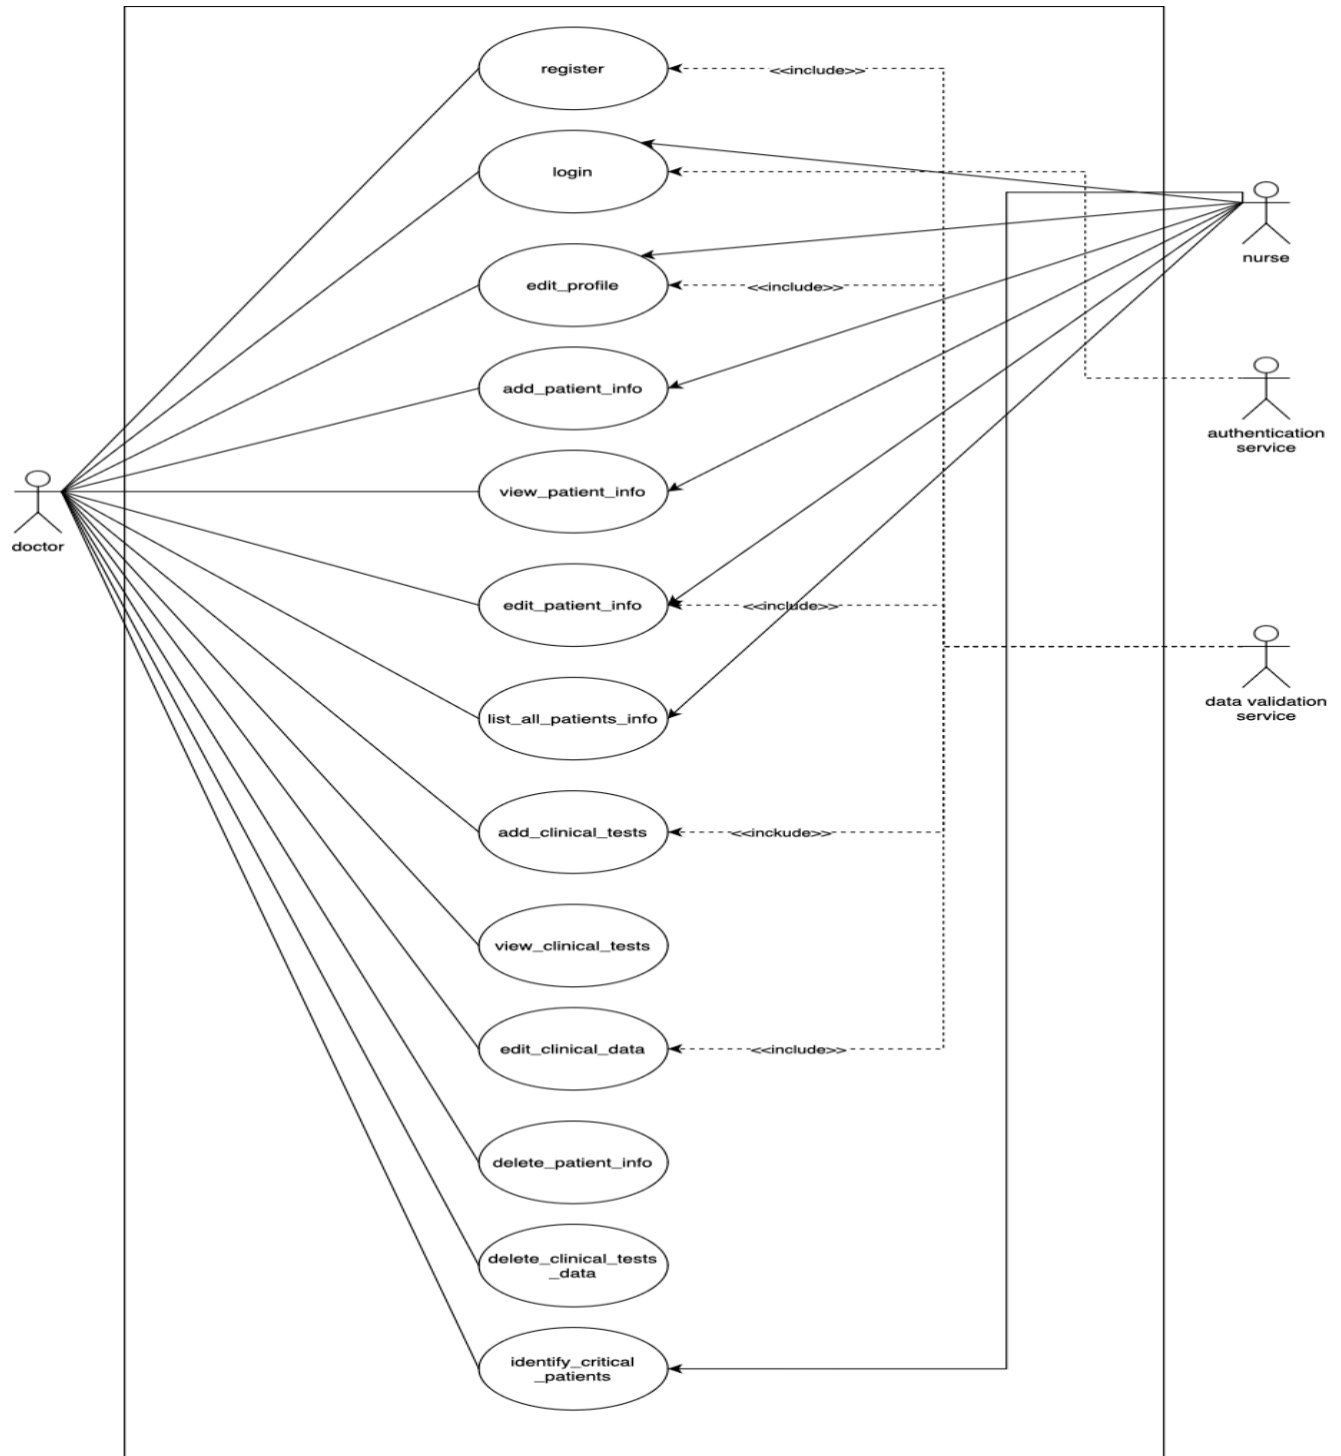 register
<<include>>
login
nurse
edit_profile
<<include>>
add_patient_info
authentication
service
view_patient_info
doctor
edit_patient_info
<<include>>
list_all_patients_info
data validation
service
add_clinical_tests
<<inckude>>
view_clinical_tests
edit_clinical_data
<<include>>
delete_patient_info
delete_clinical_tests
_data
identify_critical
_patients